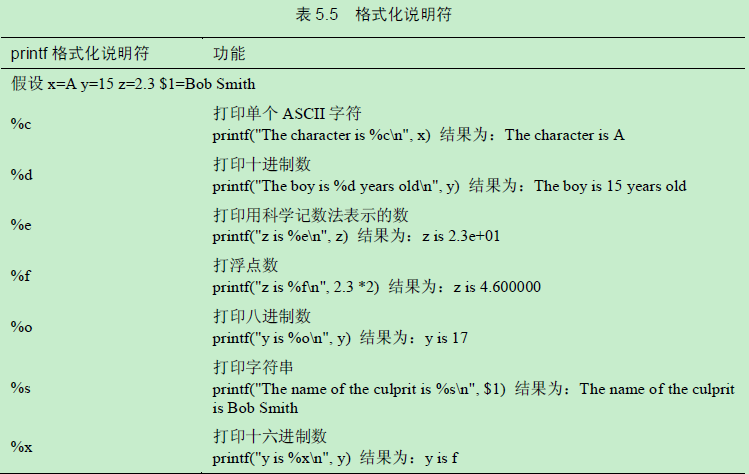 表 5.5 格式化说明符
printf 格式化说明符 功能
假设 x=A y=15 z=2.3 $1=Bob Smith
%c
打印单个 ASCII 字符
printf("The character is %c\n", x) 结果为：The character is A
%d
打印十进制数
printf("The boy is %d years old\n", y) 结果为：The boy is 15 years old
%e
打印用科学记数法表示的数
printf("z is %e\n", z) 结果为：z is 2.3e+01
%f
打浮点数
printf("z is %f\n", 2.3 *2) 结果为：z is 4.600000
%o
打印八进制数
printf("y is %o\n", y) 结果为：y is 17
%s
打印字符串
printf("The name of the culprit is %s\n", $1) 结果为：The name of the culprit
is Bob Smith
%x
打印十六进制数
printf("y is %x\n", y) 结果为：y is f